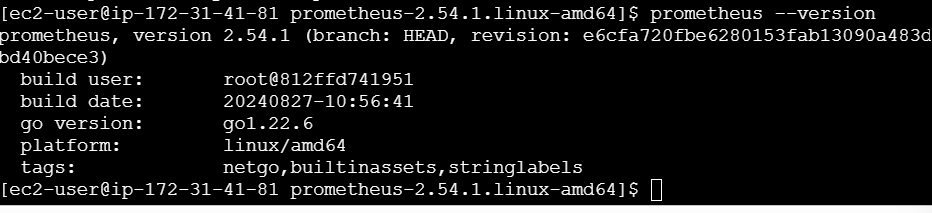 [ec2-user@ip-172-31-41-81 prometheus-2.54.1.linux-amd64]$ prometheus --version
prometheus, version 2.54.1 (branch: HEAD, revision: e6cfa720fbe6280153fab13090a483d
bd40bece3)
  build user:       root@812ffd741951
  build date:       20240827-10:56:41
  go version:       go1.22.6
  platform:         linux/amd64
  tags:             netgo,builtinassets,stringlabels
[ec2-user@ip-172-31-41-81 prometheus-2.54.1.linux-amd64]$